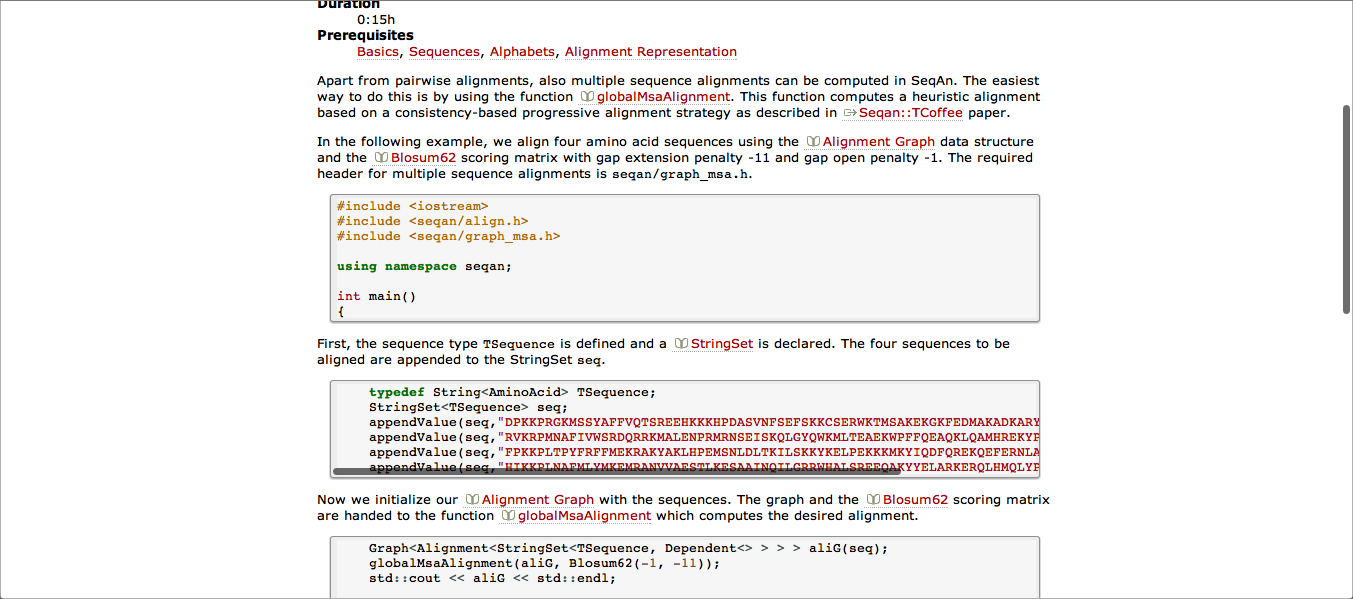 Duration
0:15h
Prerequisites
Basics, Sequences, Alphabets, Alignment Representation
Apart from pairwise alignments, also multiple sequence alignments can be computed in SeqAn. The easiest
way to do this is by using the function globalMsaAlignment. This function computes a heuristic alignment
based on a consistency-based progressive alignment strategy as described in Seqan::TCoffee paper.
In the following example, we align four amino acid sequences using the Alignment Graph data structure
and the Blosum62 scoring matrix with gap extension penalty -11 and gap open penalty -1. The required
header for multiple sequence alignments is seqan/graph_msa.h.
#include <iostream>
#include <seqan/align.h>
#include <seqan/graph_msa.h>
using namespace seqan;
int main()
{
First, the sequence type TSequence is defined and a StringSet is declared. The four sequences to be
aligned are appended to the StringSet seq.
typedef String<AminoAcid> TSequence;
StringSet<TSequence> seq;
appendValue(seq,"DPKKPRGKMSSYAFFVQTSREEHKKKHPDASVNFSEFSKKCSERWKTMSAKEKGKFEDMAKADKARY
appendValue(seq,"RVKRPMNAFIVWSRDQRRKMALENPRMRNSEISKQLGYQWKMLTEAEKWPFFQEAQKLQAMHREKYP
appendValue(seq,"FPKKPLTPYFRFFMEKRAKYAKLHPEMSNLDLTKILSKKYKELPEKKKMKYIQDFQREKQEFERNLA
appendValue(seq,"HIKKPLNAFMLYMKEMRANVVAESTLKESAAINQILGRRWHALSREEQAKYYELARKERQLHMQLYP
Now we initialize our Alignment Graph with the sequences. The graph and the Blosum62 scoring matrix
are handed to the function globalMsaAlignment which computes the desired alignment.
Graph<Alignment<StringSet<TSequence, Dependent<> > > > aliG(seq);
globalMsaAlignment(aliG, Blosum62(-1, -11));
std::cout << aliG << std::endl;